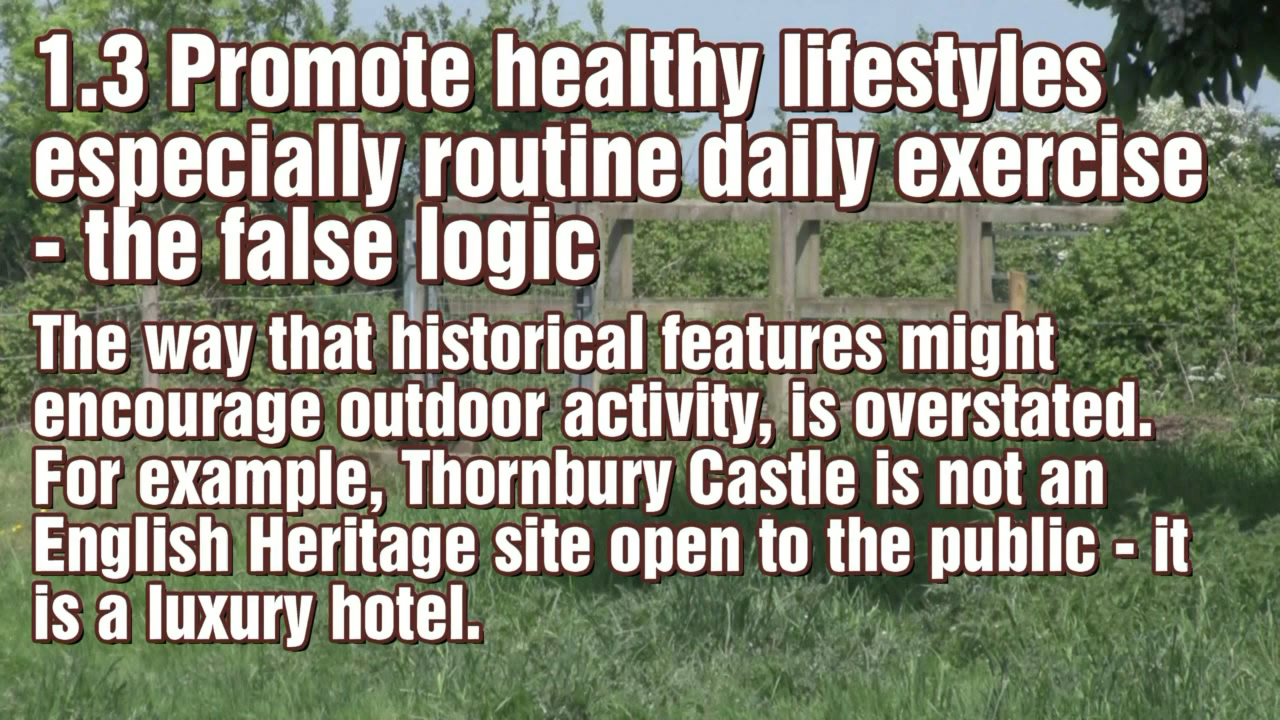 1.3 Promote healthy lifestyles
especially routine daily exercise
- the false logic
The way that historical features might
encourage outdoor activity, is overstated.
For example, Thornbury Castle is not an
English Heritage site open to the public - it
is a luxury hotel.